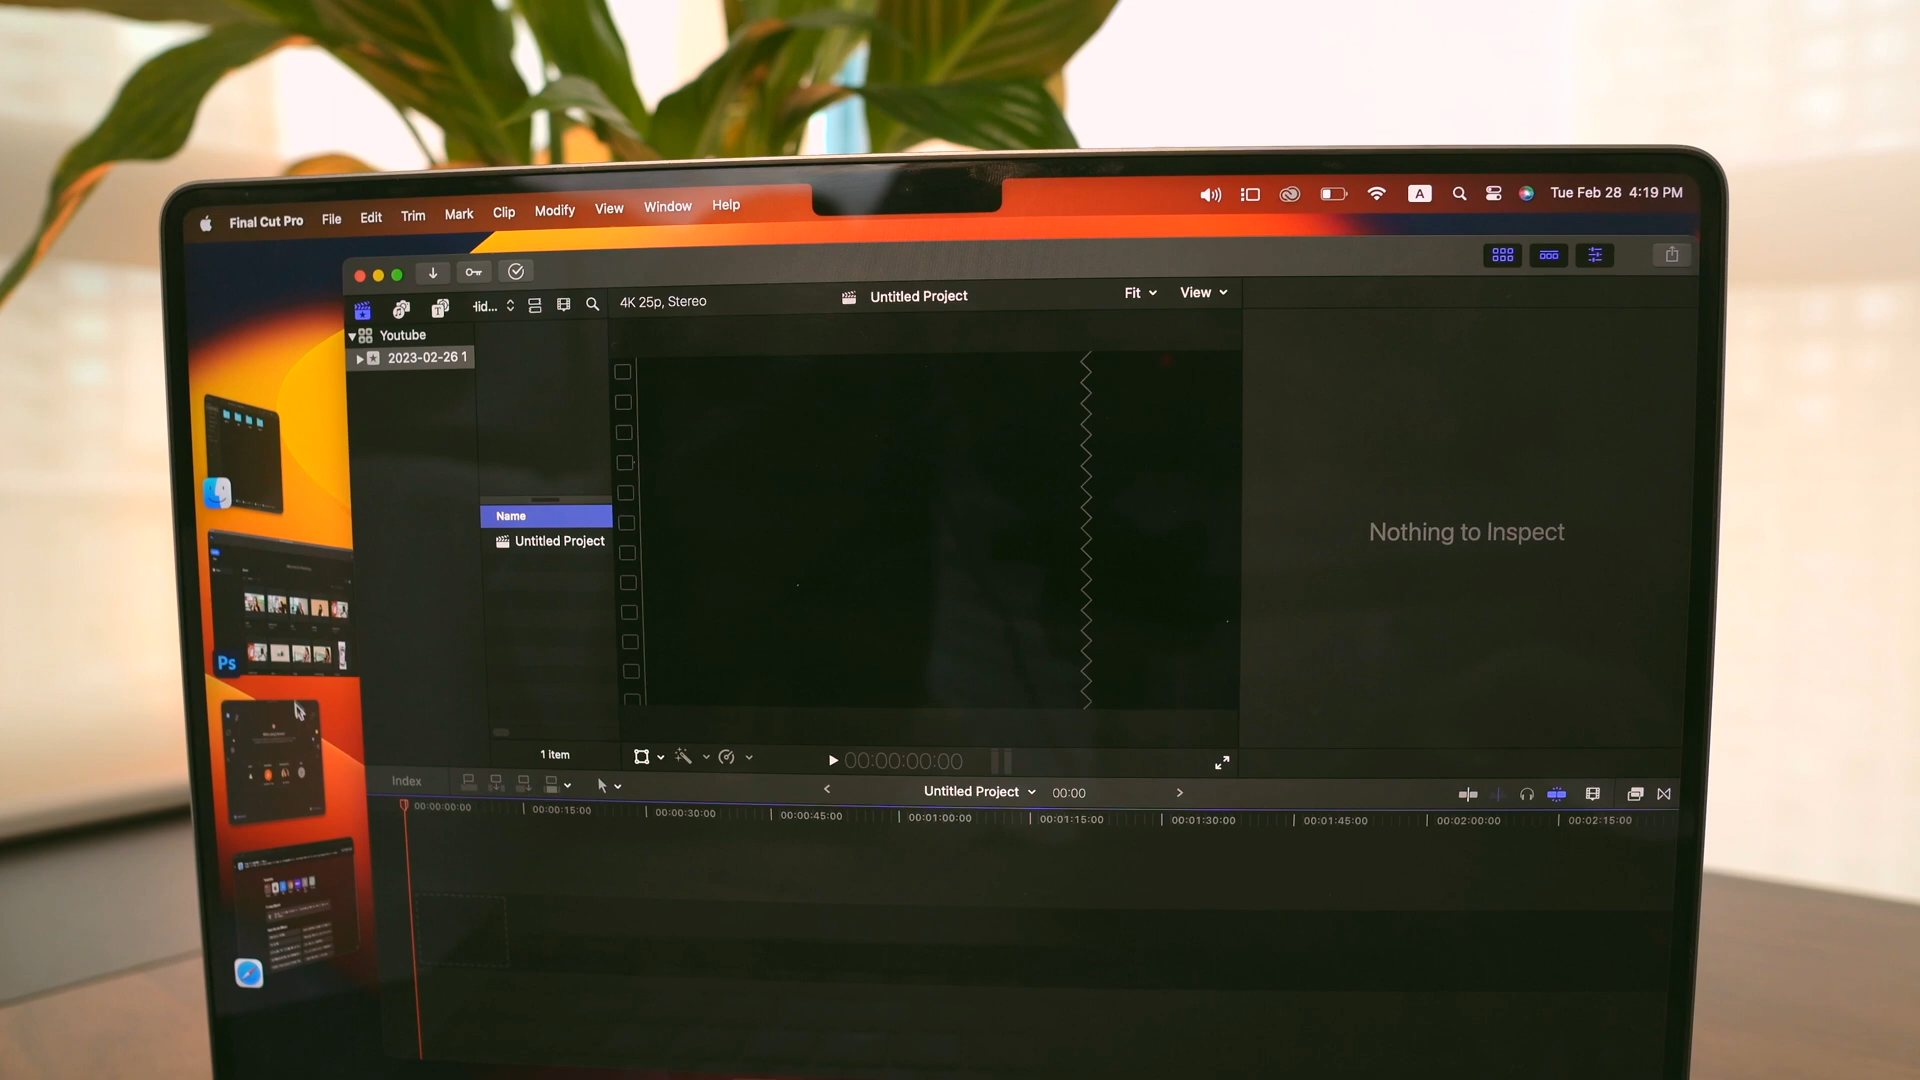 Final Cut Pro File Edit Trim Mark Clip Modify View Window Help A Tue Feb 28 4:19 PM
Hid... 4K 25p, Stereo Untitled Project Fit View
T
Youtube
2023-02-26 1
Name
Untitled Project
Nothing to Inspect
Ps
1 item 00:00:00:00
Index Untitled Project 00:00
00:00:00:00 00:00:15:00 00:00:30:00 00:00:45:00 00:01:00:00 00:01:15:00 00:01:30:00 00:01:45:00 00:02:00:00 00:02:15:00